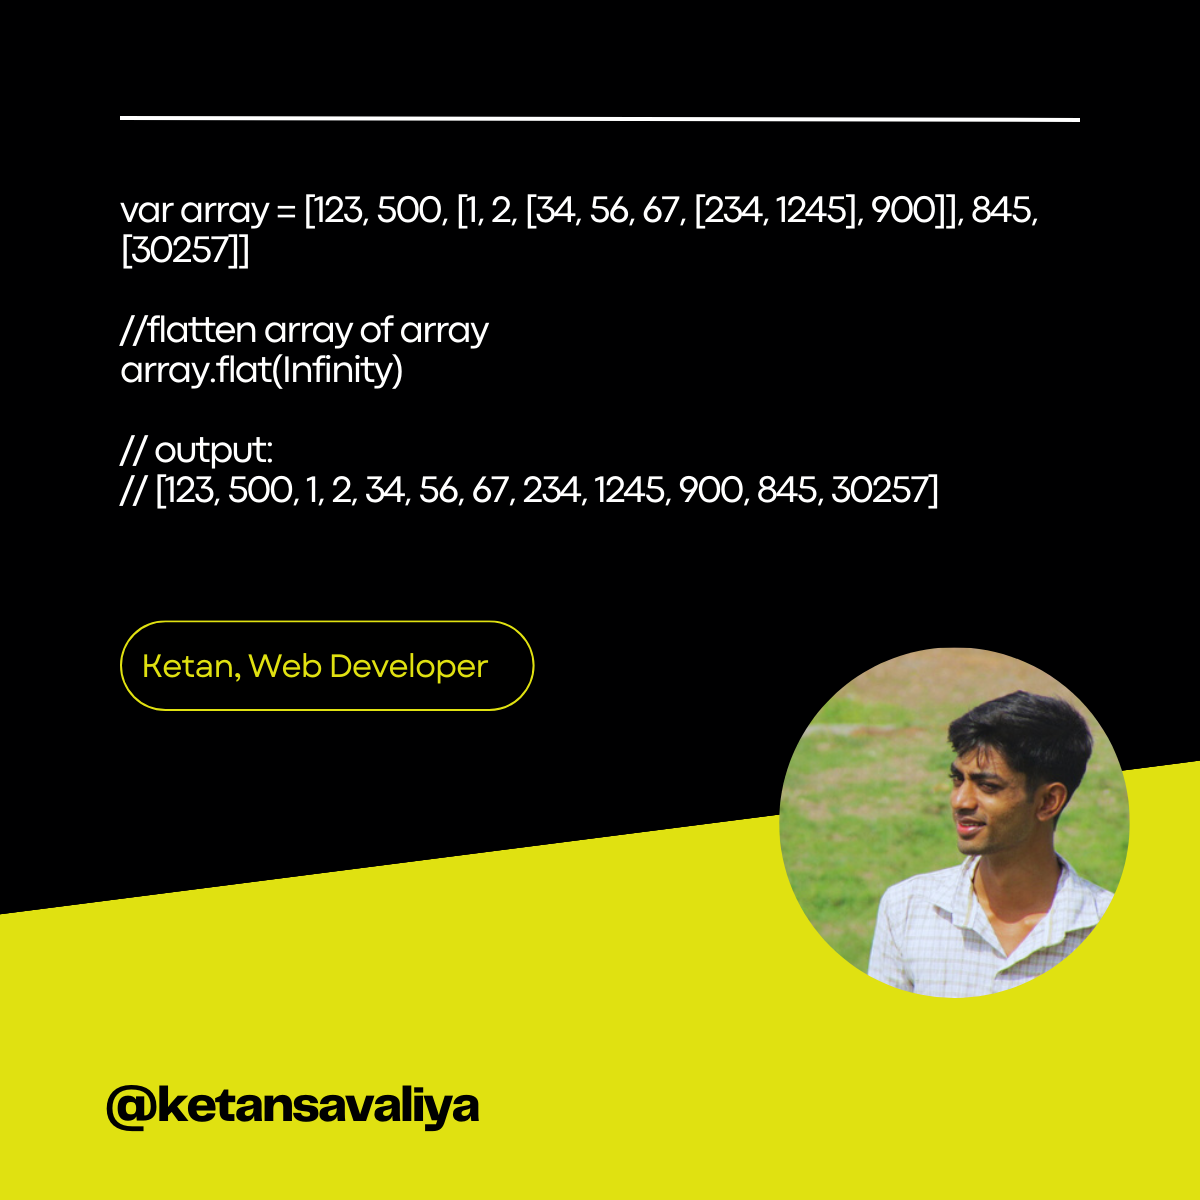 var array = [123, 500, [1, 2, [34, 56, 67, [234, 1245], 900]], 845,
[30257]]
//flatten array of array
array.flat(Infinity)
// output:
// [123, 500, 1, 2, 34, 56, 67, 234, 1245, 900, 845, 30257]
Ketan, Web Developer
@ketansavaliya